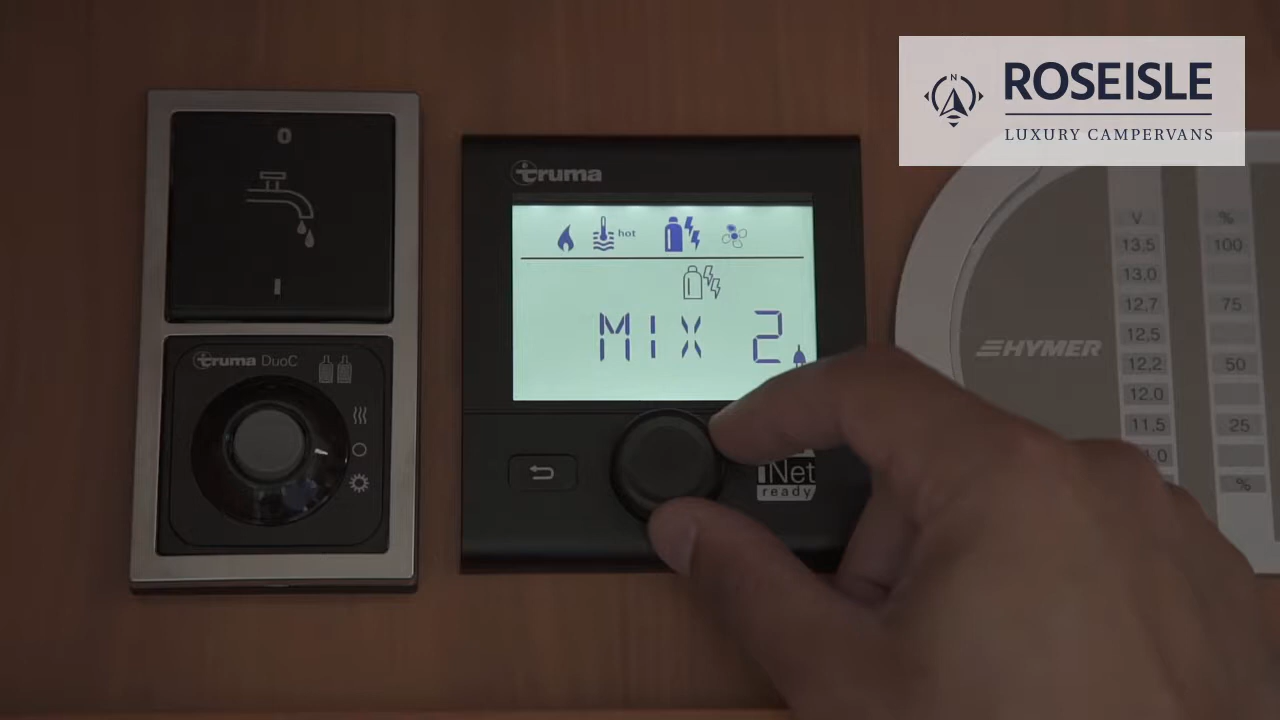 ROSEISLE
LUXURY CAMPERVANS
N
0
I
truma DuoC
truma
hot
MIX 2
iNet
ready
HYMER
V
13,5
13,0
12,7
12,5
12,2
12.0
11,5
%
100
75
50
25
%